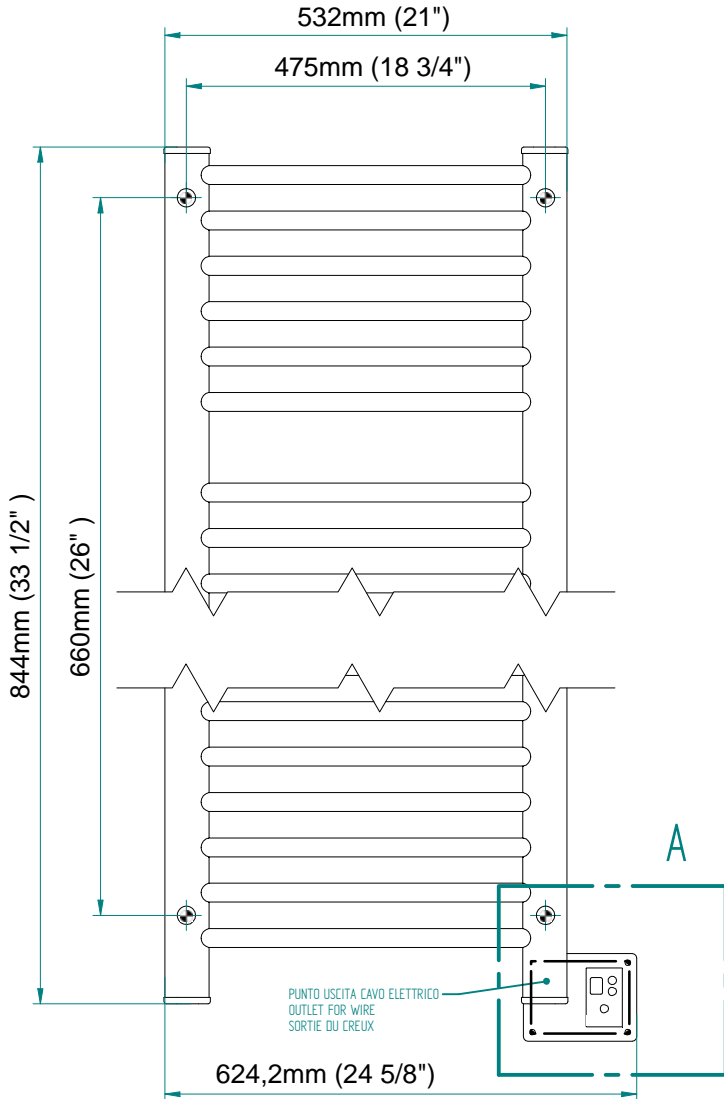 532mm (21")
475mm (18 3/4")
844mm (33 1/2" )
660mm (26" )
A
PUNTO USCITA CAVO ELETTRICO
OUTLET FOR WIRE
SORTIE DU CREUX
624,2mm (24 5/8")